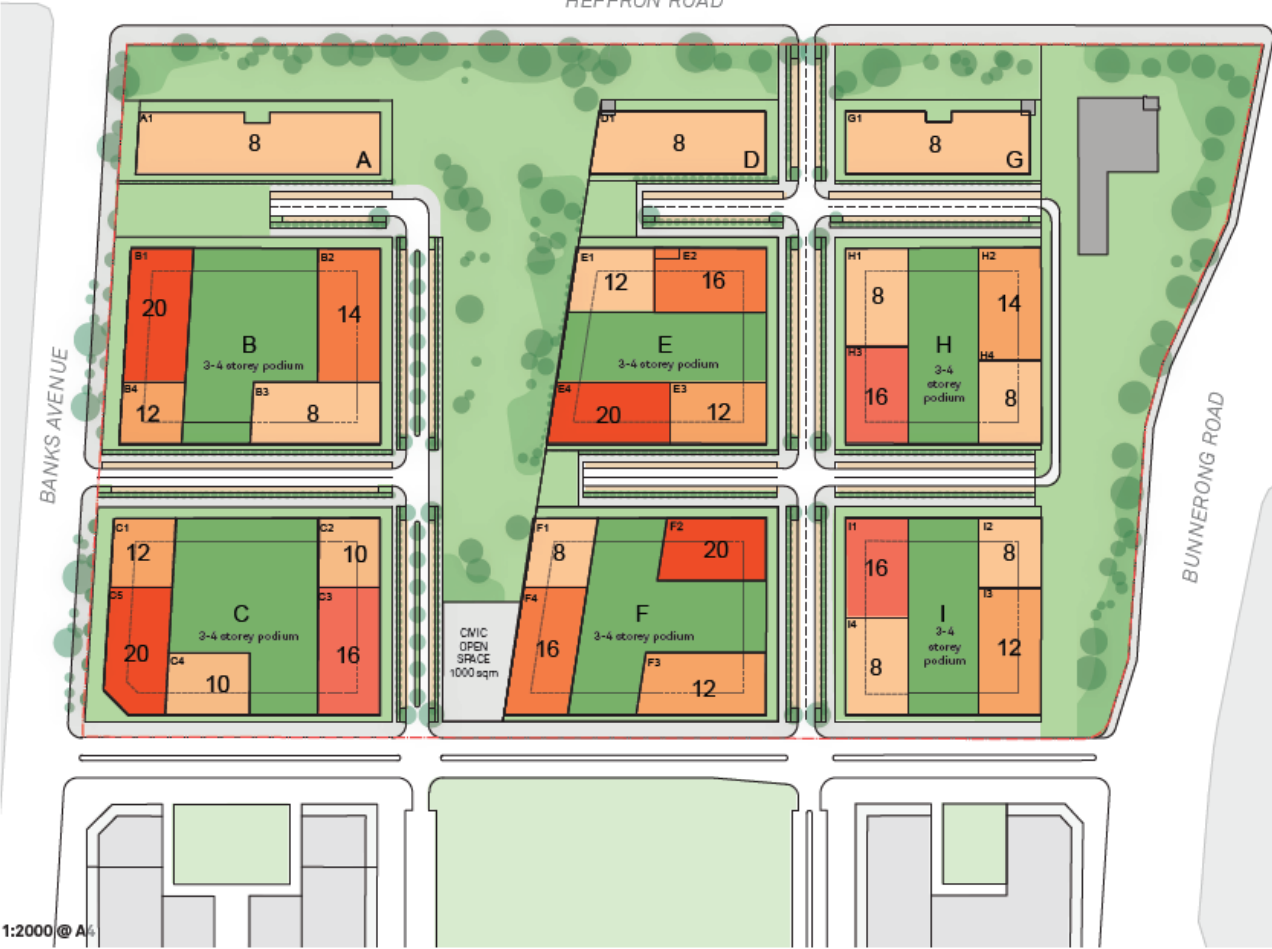 HEFFRON ROAD
A1
8
A
D1
8
D
G1
8
G
B1
20
B2
14
B
3-4 storey podium
B4
12
B3
8
E1
12
E2
16
E
3-4 storey podium
E4
20
E3
12
H1
8
H2
14
H
3-4
storey
podium
H3
16
H4
8
BANKS AVENUE
BUNNERONG ROAD
C1
12
C2
10
C
3-4 storey podium
C5
20
C3
16
C4
10
CIVIC
OPEN
SPACE
1000 sqm
F1
8
F2
20
F
3-4 storey podium
F4
16
F3
12
I1
16
I2
8
I
3-4
storey
podium
I3
12
I4
8
1:2000 @ A4